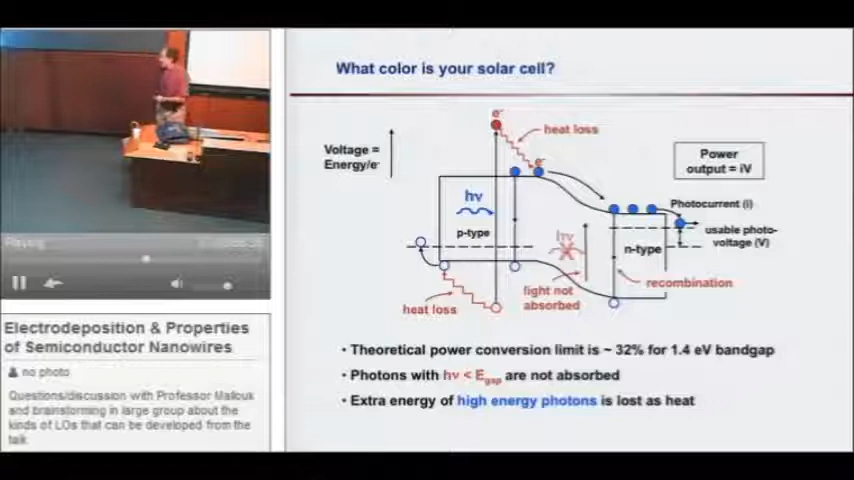 What color is your solar cell?
Voltage =
Energy/e-
e-
heat loss
e-
Power
output = iV
hν
p-type
Photocurrent (i)
usable photo-
voltage (V)
hν
n-type
light not
absorbed
recombination
heat loss
• Theoretical power conversion limit is ~ 32% for 1.4 eV bandgap
• Photons with hν < Egap are not absorbed
• Extra energy of high energy photons is lost as heat
Playing
Electrodeposition & Properties
of Semiconductor Nanowires
no photo
Questions/discussion with Professor Mallouk
and brainstorming in large group about the
kinds of LOs that can be developed from the
talk